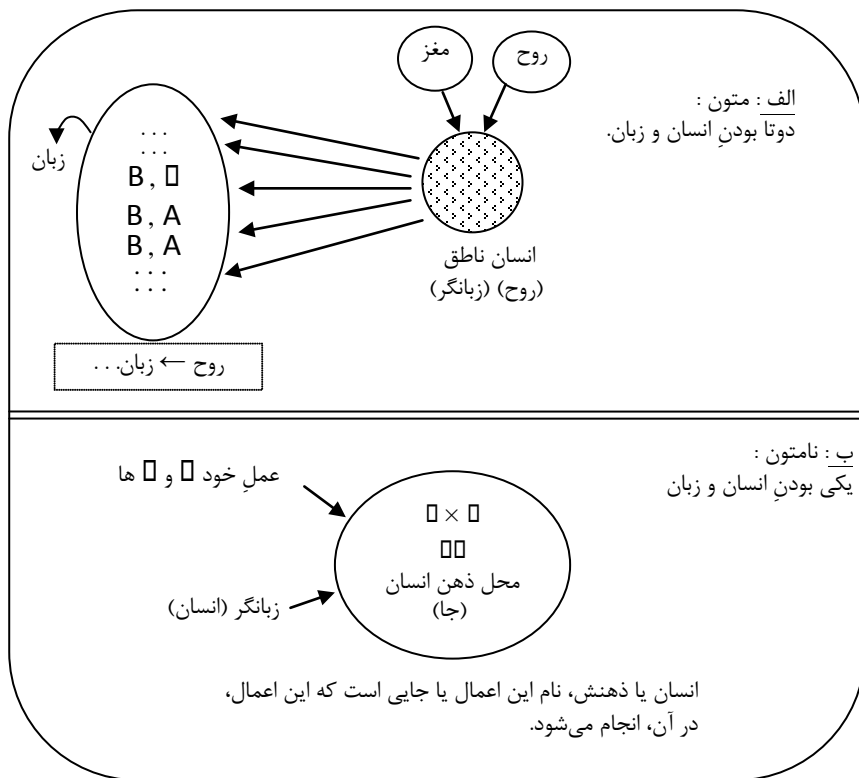 مغز
روح
الف : متون :
دوتا بودنِ انسان و زبان.
زبان
. . .
. . .
B , □
B , A
B , A
. . .
. . .
انسان ناطق
(روح) (زبانگر)
روح ← زبان. . .
ب : نامتون :
یکی بودنِ انسان و زبان
عملِ خود □ و □ ها
□ × □
□□
محل ذهن انسان
(جا)
زبانگر (انسان)
انسان یا ذهنش، نام این اعمال یا جایی است که این اعمال،
در آن، انجام می‌شود.